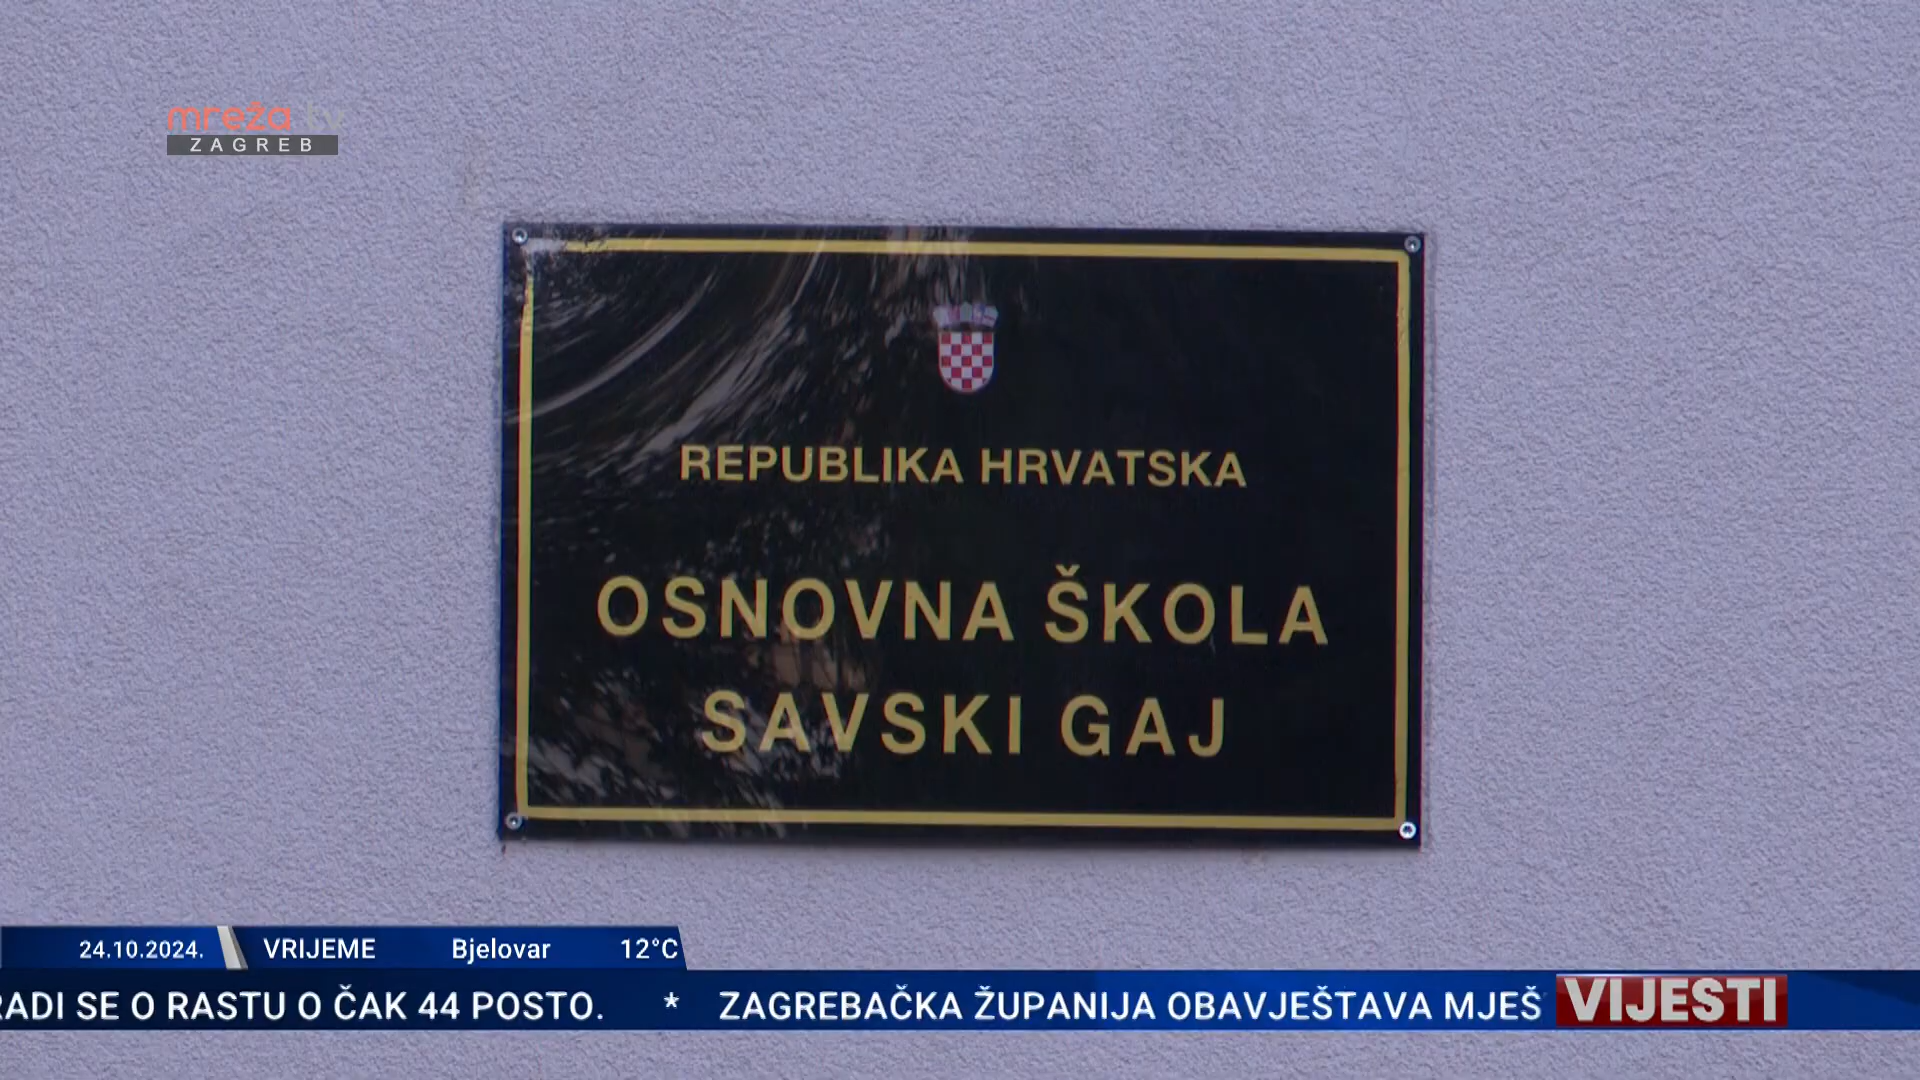 mreža tv
ZAGREB
REPUBLIKA HRVATSKA
OSNOVNA ŠKOLA
SAVSKI GAJ
24.10.2024. VRIJEME Bjelovar 12°C
RADI SE O RASTU O ČAK 44 POSTO. * ZAGREBAČKA ŽUPANIJA OBAVJEŠTAVA MJEŠ VIJESTI